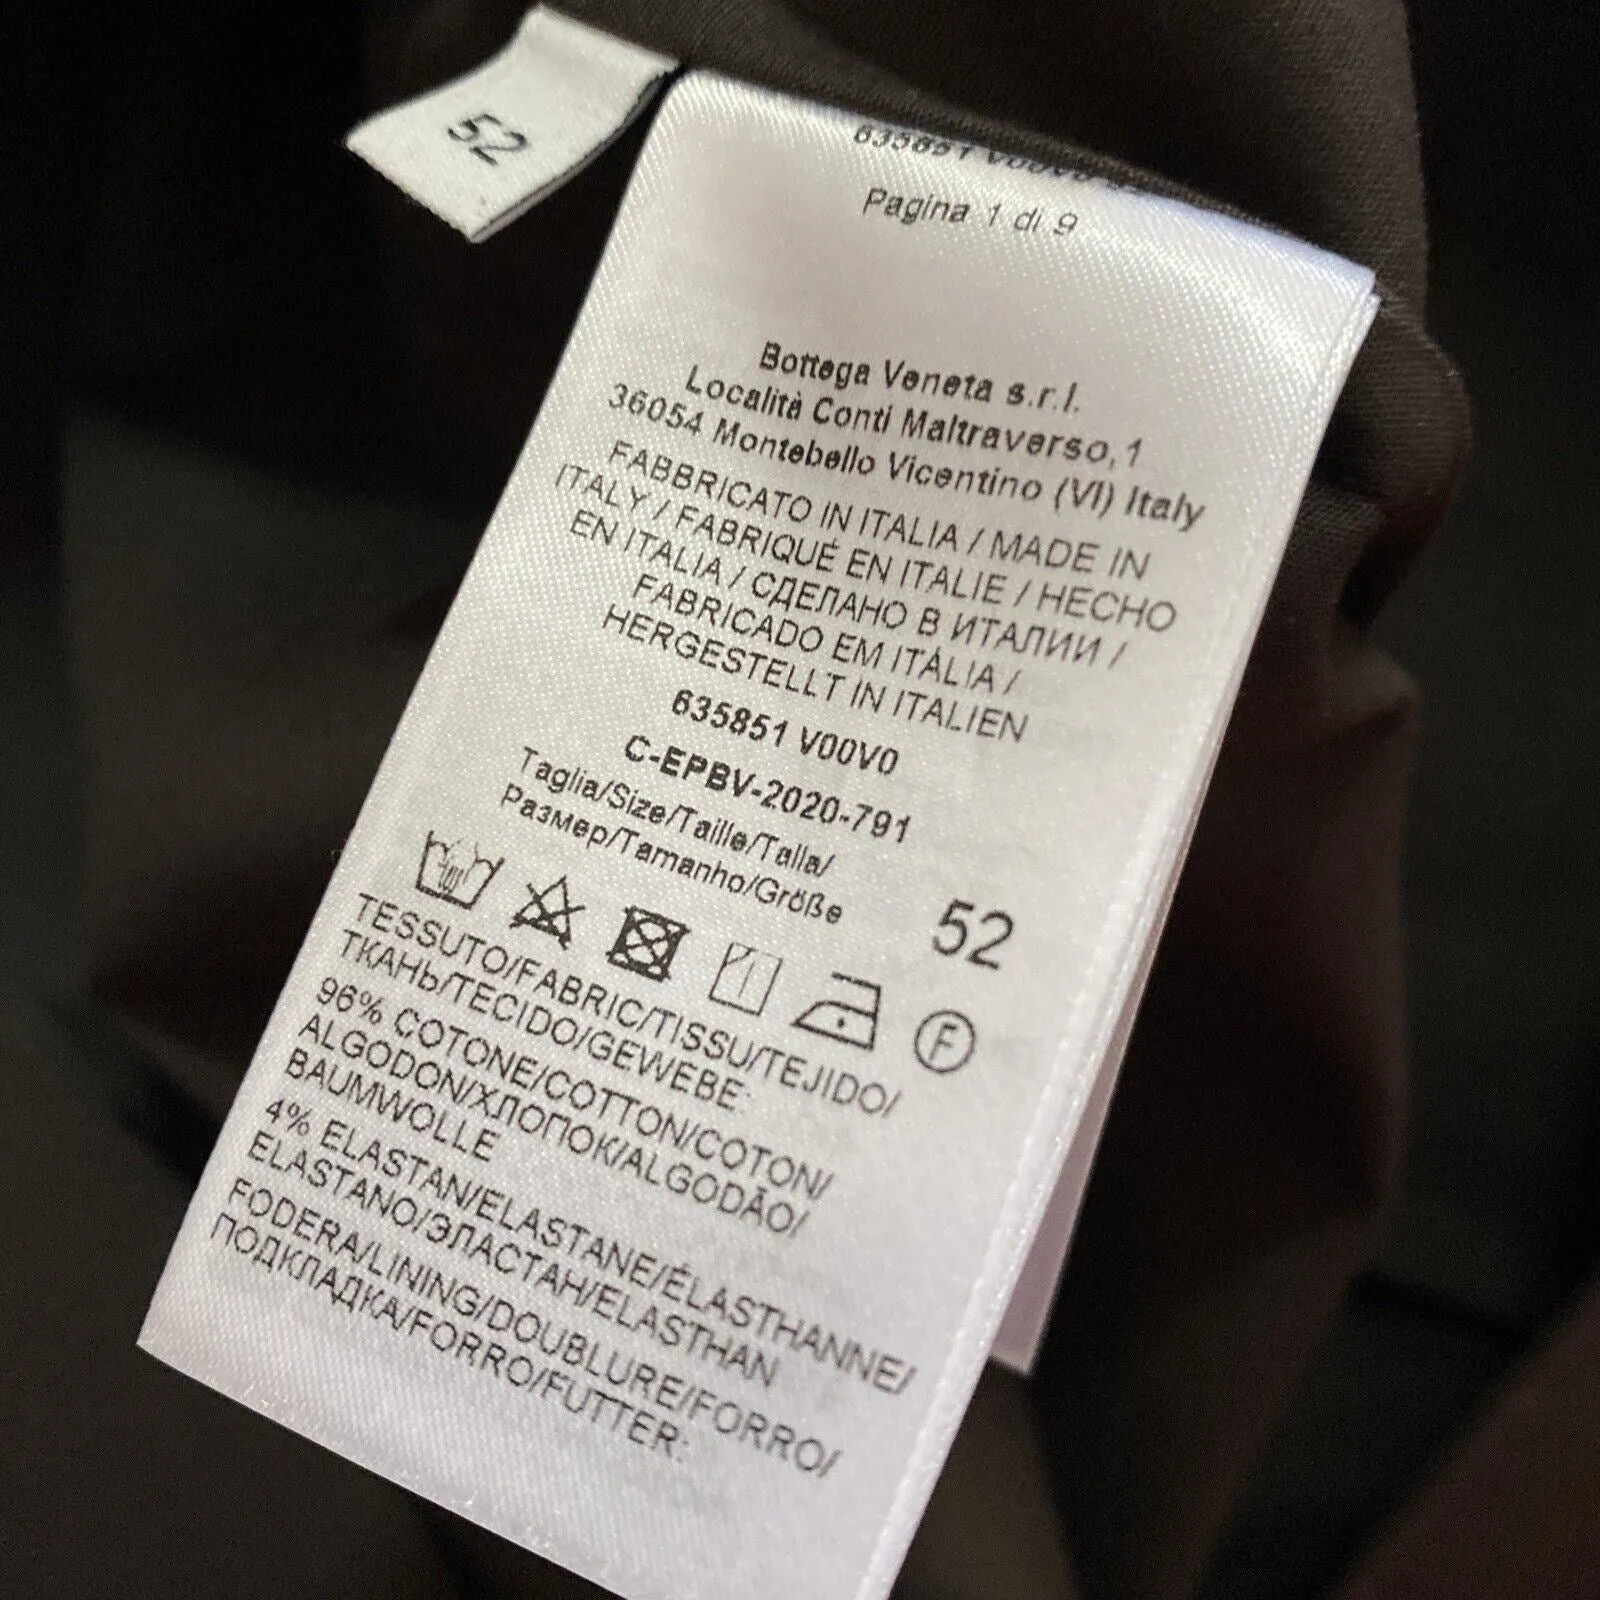 52
635851 V00V0
Pagina 1 di 9
Bottega Veneta s.r.l.
Località Conti Maltraverso,1
36054 Montebello Vicentino (VI) Italy
FABBRICATO IN ITALIA / MADE IN
ITALY / FABRIQUÉ EN ITALIE / HECHO
EN ITALIA / СДЕЛАНО В ИТАЛИИ /
FABRICADO EM ITÁLIA /
HERGESTELLT IN ITALIEN
635851 V00V0
C-EPBV-2020-791
Taglia/Size/Taille/Talla/
Размер/Tamanho/Größe
52
F
TESSUTO/FABRIC/TISSU/TEJIDO/
ТКАНЬ/TECIDO/GEWEBE:
96% COTONE/COTTON/COTON/
ALGODON/ХЛОПОК/ALGODÃO/
BAUMWOLLE
4% ELASTAN/ELASTANE/ÉLASTHANNE/
ELASTANO/ЭЛАСТАН/ELASTHAN
FODERA/LINING/DOUBLURE/FORRO/
ПОДКЛАДКА/FORRO/FUTTER: